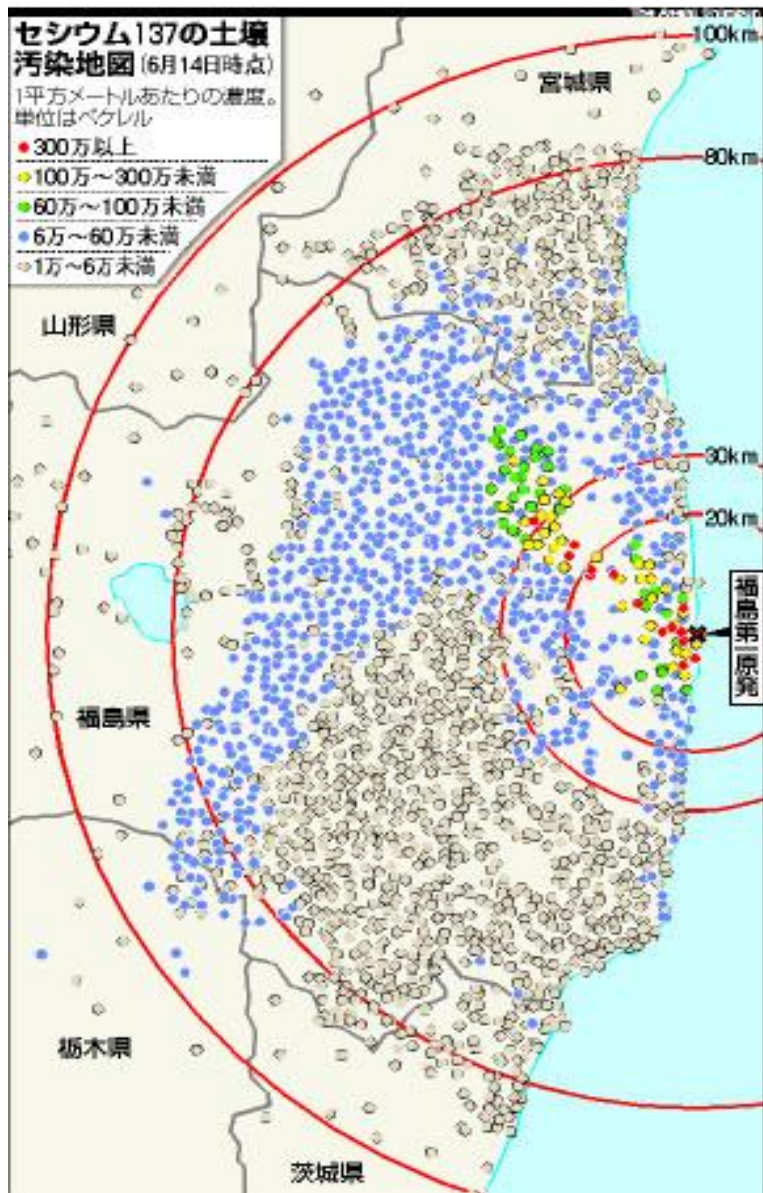 セシウム137の土壌
汚染地図(6月14日時点)
1平方メートルあたりの濃度。
単位はベクレル
300万以上
100万〜300万未満
60万〜100万未満
6万〜60万未満
1万〜6万未満
100km
宮城県
80km
山形県
30km
20km
福島第一原発
福島県
栃木県
茨城県